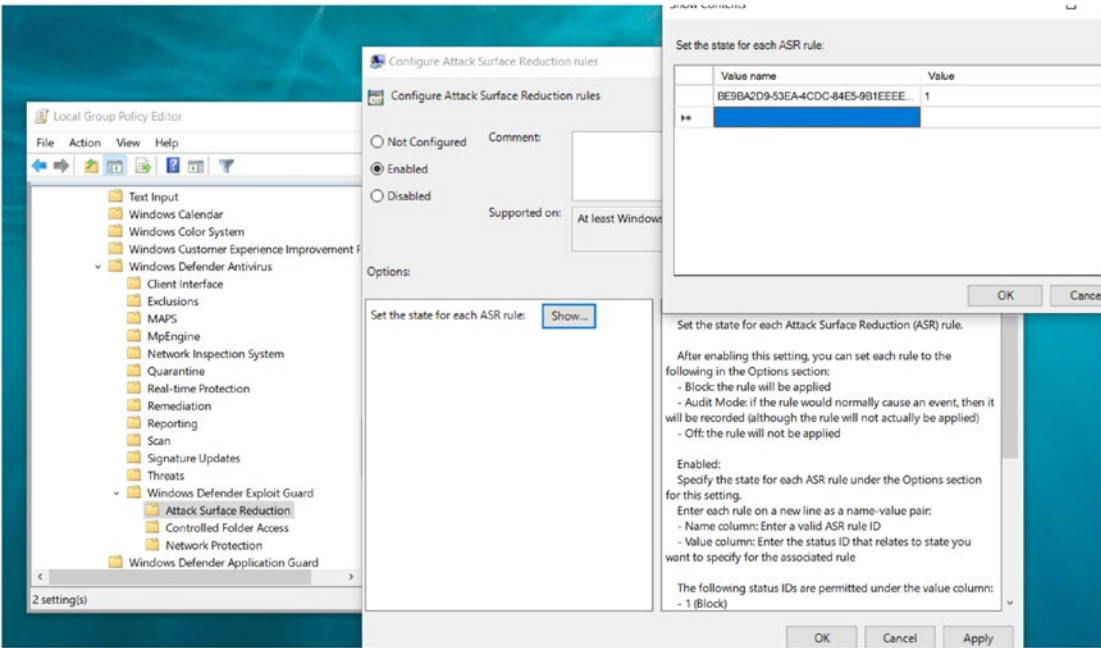 Local Group Policy Editor
File Action View Help
Text Input
Windows Calendar
Windows Color System
Windows Customer Experience Improvement P
Windows Defender Antivirus
Client Interface
Exclusions
MAPS
MpEngine
Network Inspection System
Quarantine
Real-time Protection
Remediation
Reporting
Scan
Signature Updates
Threats
Windows Defender Exploit Guard
Attack Surface Reduction
Controlled Folder Access
Network Protection
Windows Defender Application Guard
2 setting(s)
Configure Attack Surface Reduction rules
Configure Attack Surface Reduction rules
Not Configured
Enabled
Disabled
Comment:
Supported on:
At least Windows
Options:
Set the state for each ASR rule:
Show...
Show Contents
Set the state for each ASR rule:
Value name Value
BE9BA2D9-53EA-4CDC-84E5-9B1EEEE... 1
OK Cance
Set the state for each Attack Surface Reduction (ASR) rule.
After enabling this setting, you can set each rule to the
following in the Options section:
- Block: the rule will be applied
- Audit Mode: if the rule would normally cause an event, then it
will be recorded (although the rule will not actually be applied)
- Off: the rule will not be applied
Enabled:
Specify the state for each ASR rule under the Options section
for this setting.
Enter each rule on a new line as a name-value pair:
- Name column: Enter a valid ASR rule ID
- Value column: Enter the status ID that relates to state you
want to specify for the associated rule
The following status IDs are permitted under the value column:
- 1 (Block)
OK Cancel Apply